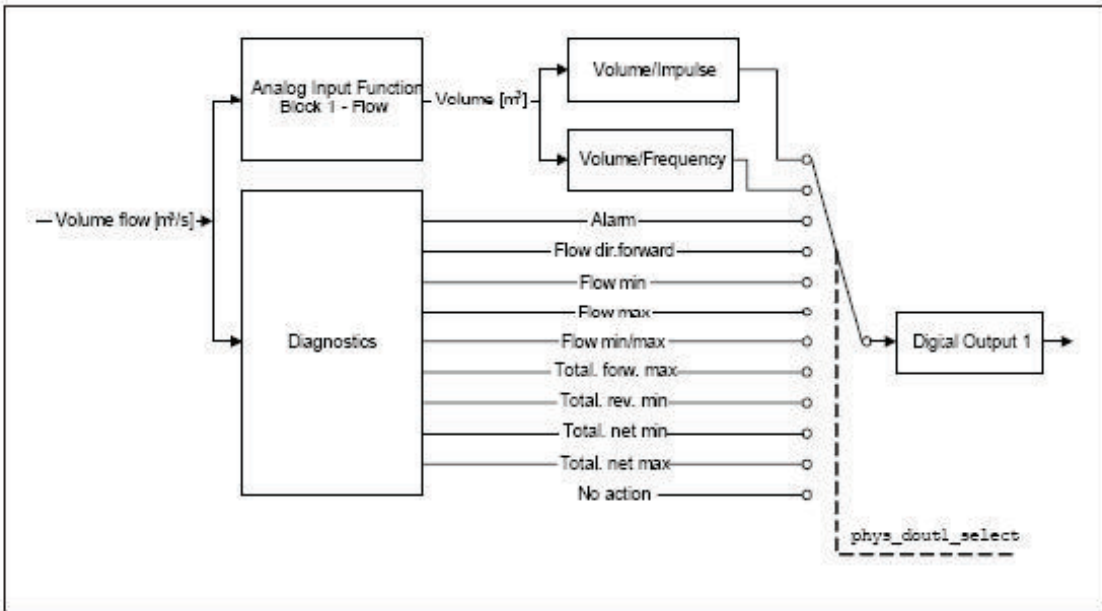 Analog Input Function
Block 1 - Flow
Volume [m³]
Volume/Impulse
Volume/Frequency
Volume flow [m³/s]
Diagnostics
Alarm
Flow dir.forward
Flow min
Flow max
Flow min/max
Total. forw. max
Total. rev. min
Total. net min
Total. net max
No action
Digital Output 1
phys_dout1_select